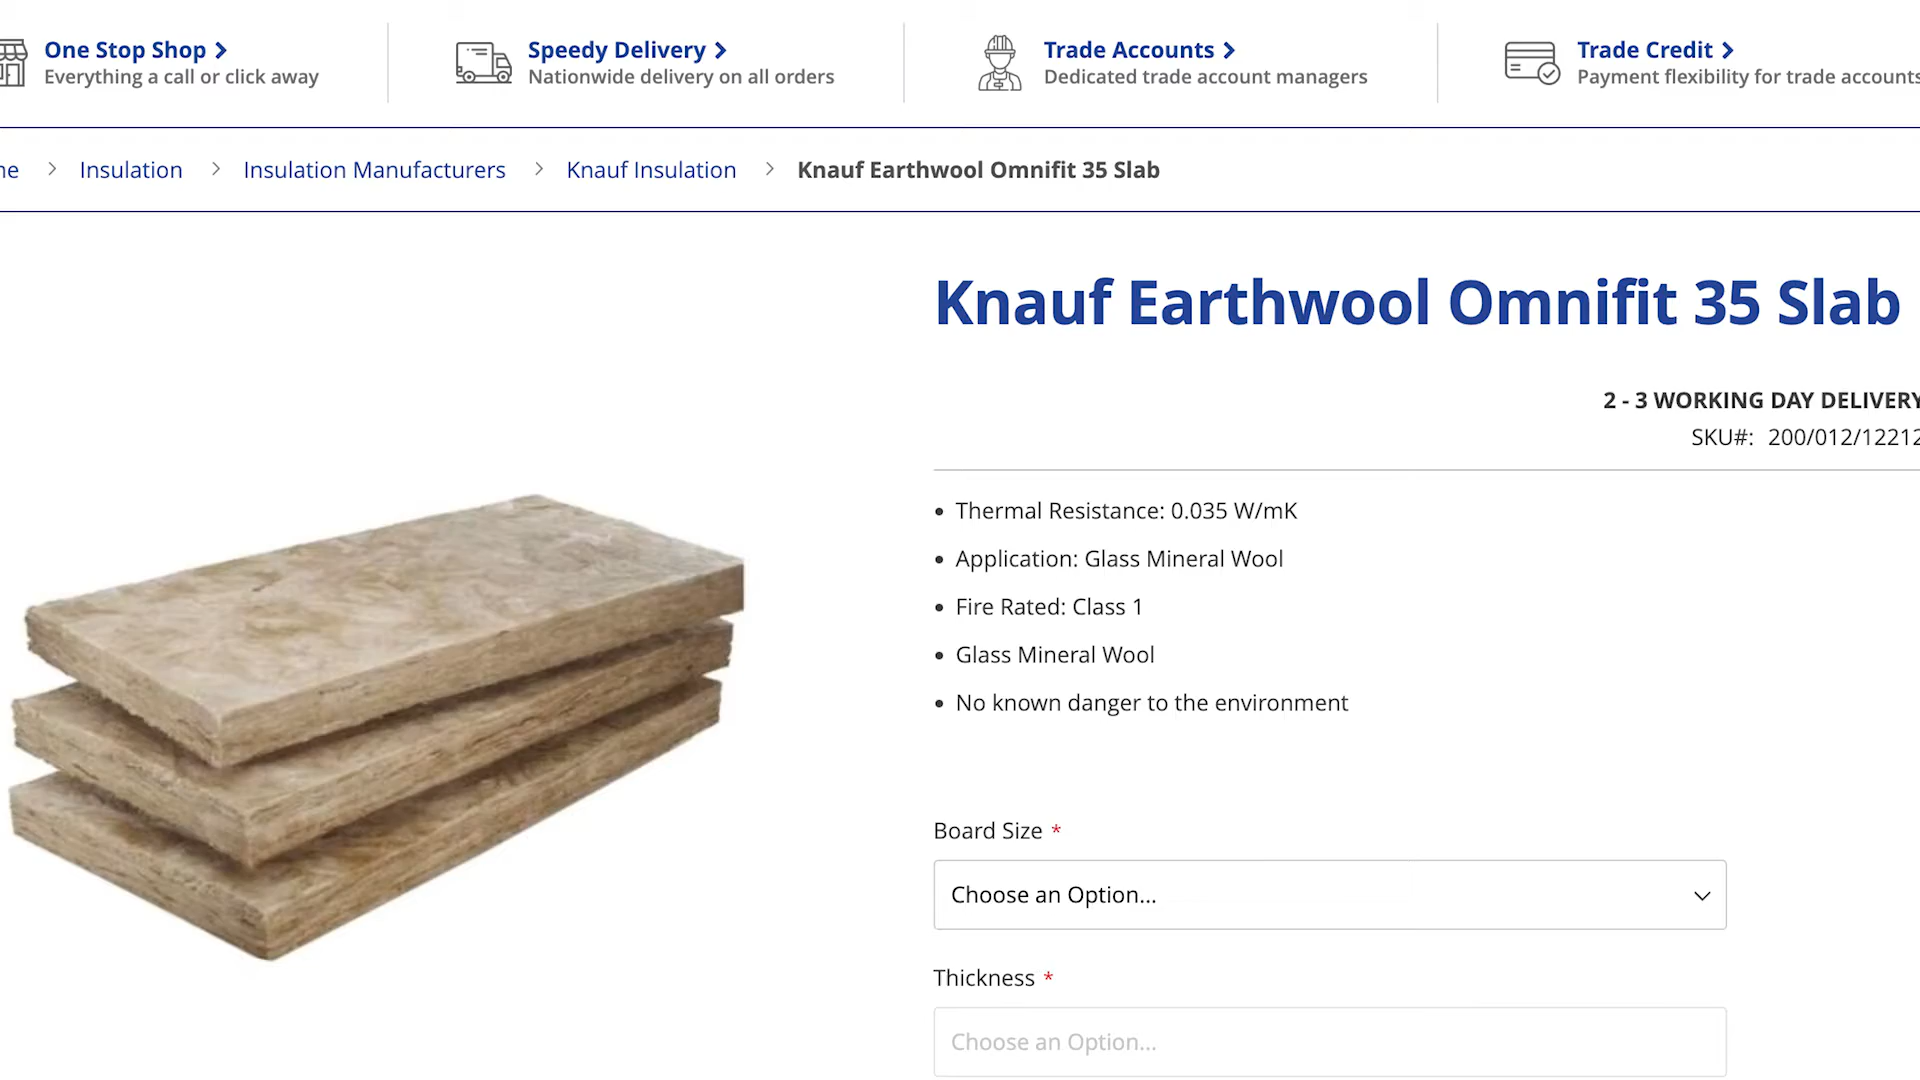 One Stop Shop
Everything a call or click away
Speedy Delivery
Nationwide delivery on all orders
Trade Accounts
Dedicated trade account managers
Trade Credit
Payment flexibility for trade accounts
ne > Insulation > Insulation Manufacturers > Knauf Insulation > Knauf Earthwool Omnifit 35 Slab
Knauf Earthwool Omnifit 35 Slab
2 - 3 WORKING DAY DELIVERY
SKU#: 200/012/12212
• Thermal Resistance: 0.035 W/mK
• Application: Glass Mineral Wool
• Fire Rated: Class 1
• Glass Mineral Wool
• No known danger to the environment
Board Size *
Choose an Option...
Thickness *
Choose an Option...